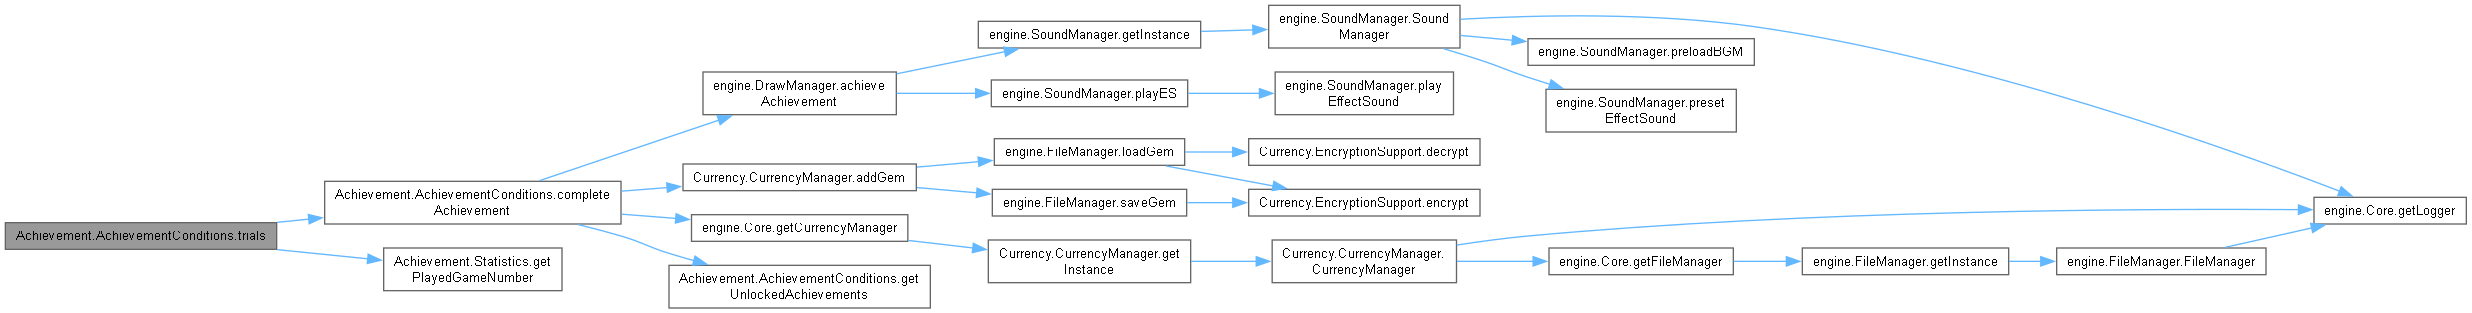 Achievement.AchievementConditions.trials
Achievement.AchievementConditions.complete
Achievement
Achievement.Statistics.get
PlayedGameNumber
engine.DrawManager.achieve
Achievement
Currency.CurrencyManager.addGem
engine.Core.getCurrencyManager
Achievement.AchievementConditions.get
UnlockedAchievements
engine.SoundManager.getInstance
engine.SoundManager.playES
engine.FileManager.loadGem
engine.FileManager.saveGem
Currency.CurrencyManager.get
Instance
engine.SoundManager.Sound
Manager
engine.SoundManager.play
EffectSound
Currency.EncryptionSupport.decrypt
Currency.EncryptionSupport.encrypt
Currency.CurrencyManager.
CurrencyManager
engine.SoundManager.preloadBGM
engine.SoundManager.preset
EffectSound
engine.Core.getFileManager
engine.FileManager.getInstance
engine.FileManager.FileManager
engine.Core.getLogger